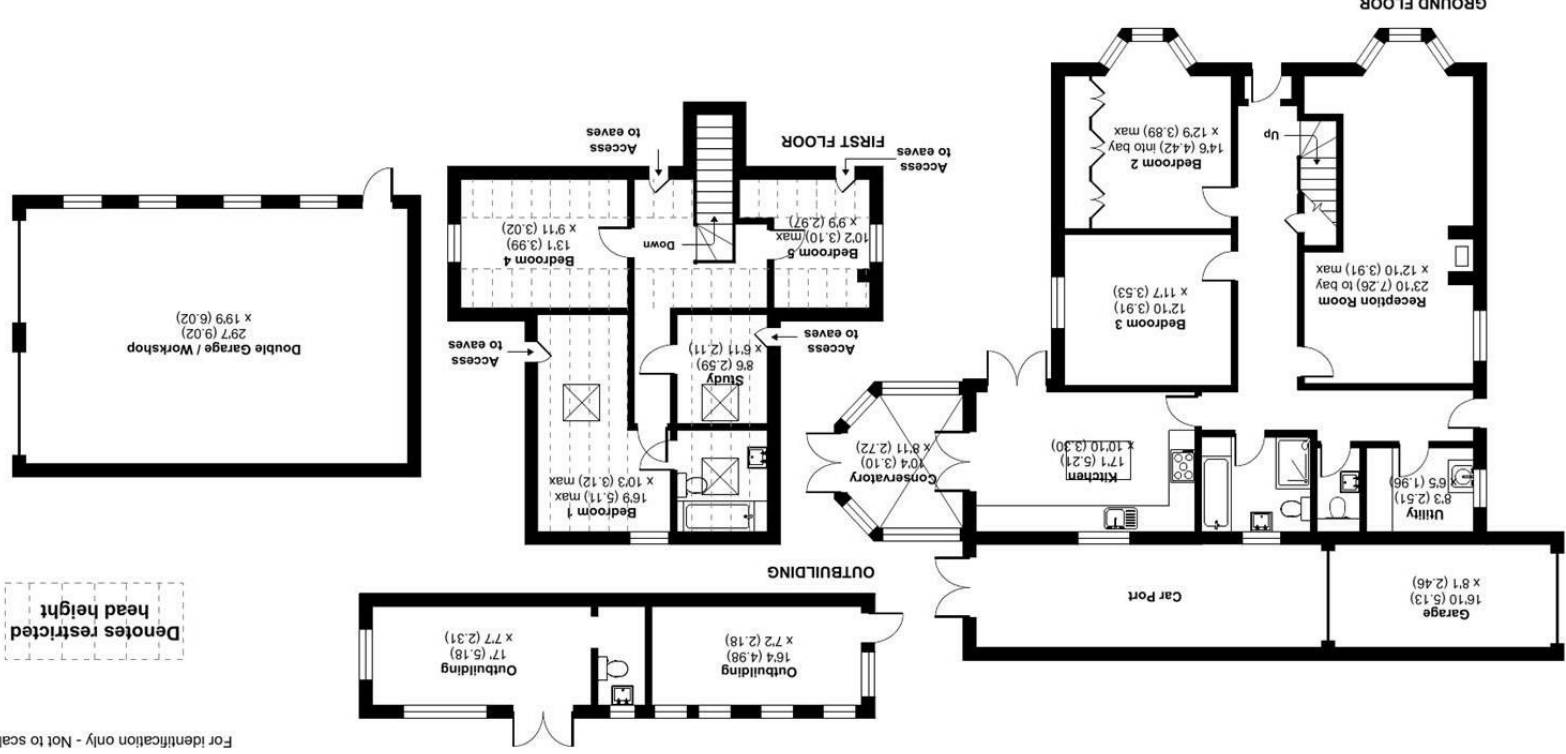 For identification only - Not to scal
Denotes restricted
head height
Outbuilding
16'4 (4.98)
x 7'2 (2.18)
Outbuilding
17' (5.18)
x 7'7 (2.31)
OUTBUILDING
Garage
16'10 (5.13)
x 8'1 (2.46)
Car Port
Utility
8'3 (2.51)
x 6'5 (1.96)
Kitchen
17'1 (5.21)
x 10'10 (3.30)
Conservatory
10'4 (3.10)
x 8'11 (2.72)
Reception Room
23'10 (7.26) to bay
x 12'10 (3.91) max
Bedroom 3
12'10 (3.91)
x 11'7 (3.53)
Bedroom 2
14'6 (4.42) into bay
x 12'9 (3.89) max
Up
GROUND FLOOR
Bedroom 1
16'9 (5.11) max
x 10'3 (3.12) max
Study
8'6 (2.59)
x 6'11 (2.11)
Access
to eaves
Access
to eaves
Bedroom 5
10'2 (3.10) max
x 9'9 (2.97)
Down
Bedroom 4
13'1 (3.99)
x 9'11 (3.02)
Access
to eaves
Access
to eaves
FIRST FLOOR
Double Garage / Workshop
29'7 (9.02)
x 19'9 (6.02)